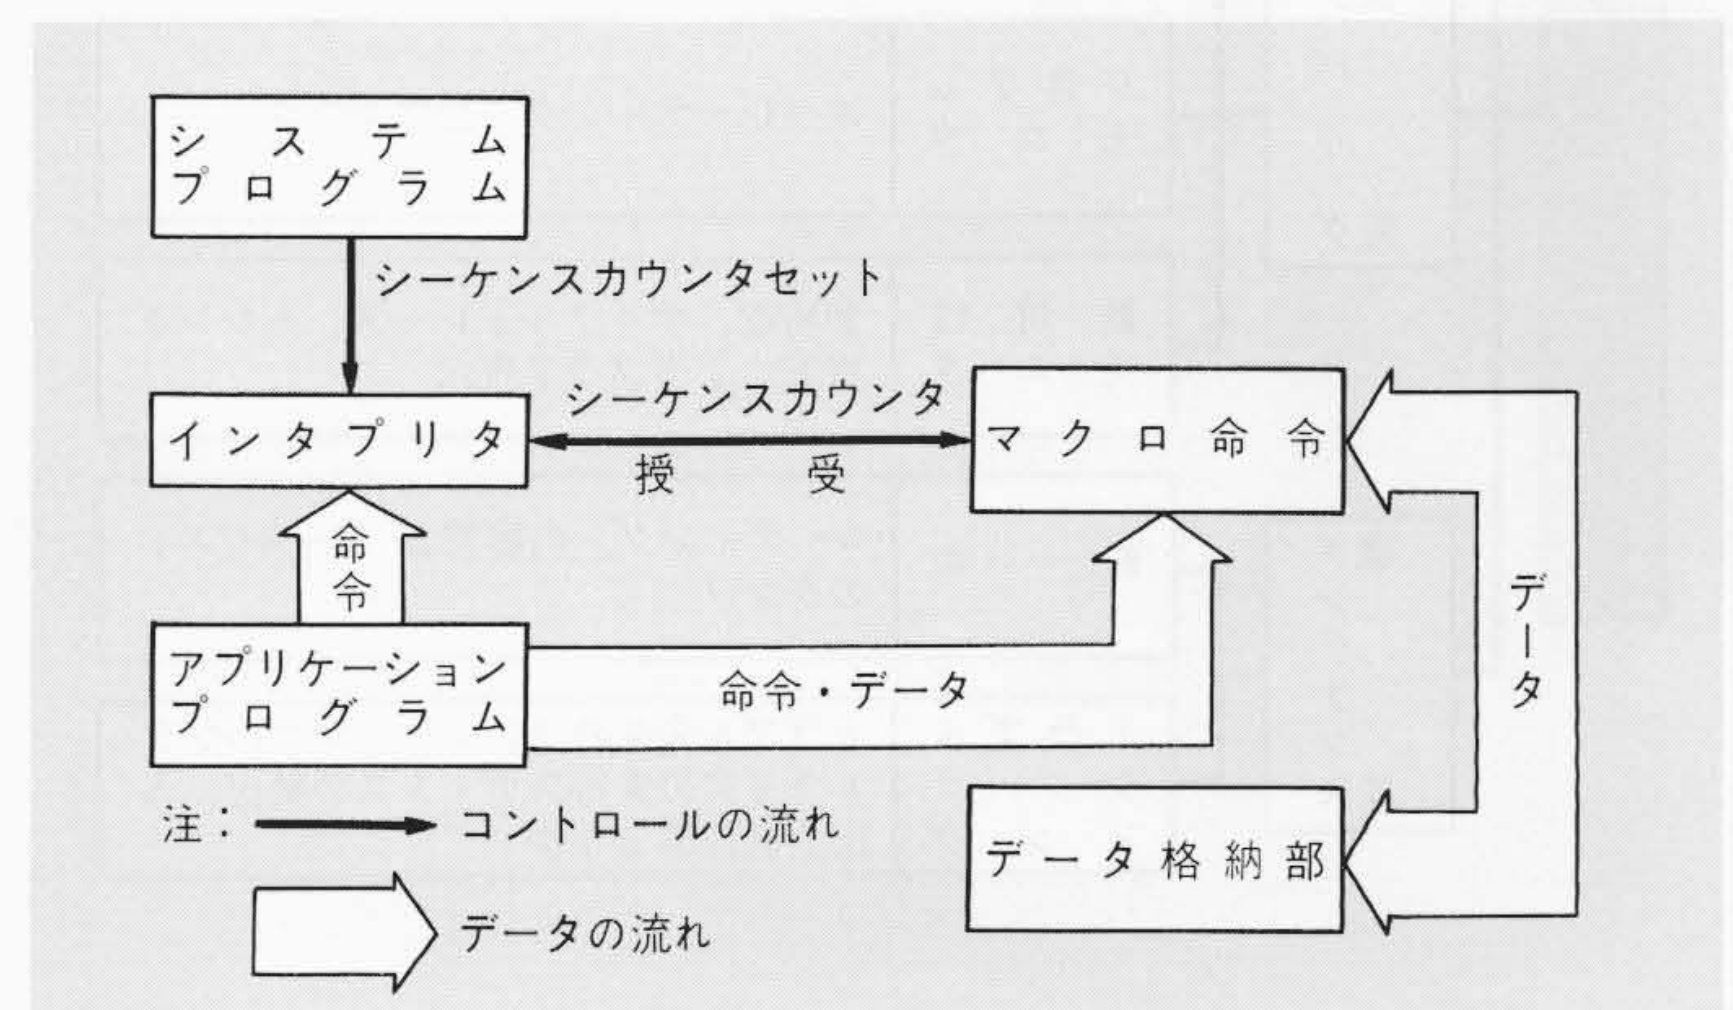 システム
プログラム
シーケンスカウンタセット
インタプリタ
シーケンスカウンタ
授受
マクロ命令
命令
アプリケーション
プログラム
命令・データ
データ
データ格納部
注：
コントロールの流れ
データの流れ